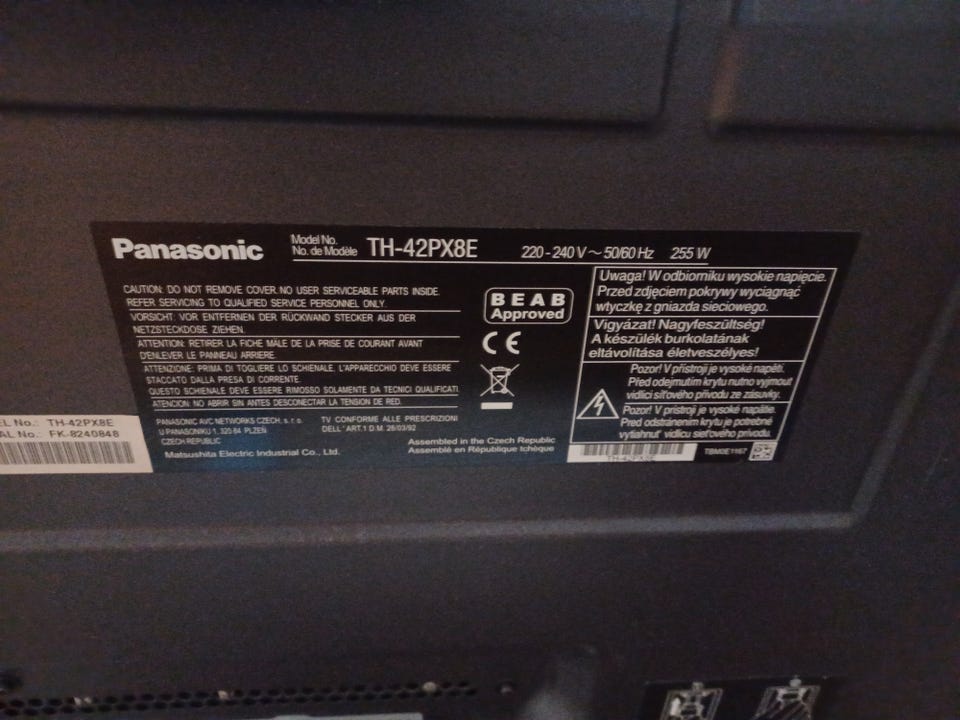 Panasonic
Model No.
No. de Modèle
TH-42PX8E
220 - 240 V ~ 50/60 Hz 255 W
CAUTION: DO NOT REMOVE COVER. NO USER SERVICEABLE PARTS INSIDE.
REFER SERVICING TO QUALIFIED SERVICE PERSONNEL ONLY.
VORSICHT: VOR ENTFERNEN DER RÜCKWAND STECKER AUS DER
NETZSTECKDOSE ZIEHEN.
ATTENTION: RETIRER LA FICHE MÂLE DE LA PRISE DE COURANT AVANT
D'ENLEVER LE PANNEAU ARRIERE.
ATTENZIONE: PRIMA DI TOGLIERE LO SCHIENALE. L'APPARECCHIO DEVE ESSERE
STACCATO DALLA PRESA DI CORRENTE.
QUESTO SCHIENALE DEVE ESSERE RIMOSSO SOLAMENTE DA TECNICI QUALIFICATI.
ATENCION: NO ABRIR SIN ANTES DESCONECTAR LA TENSION DE RED.
PANASONIC AVC NETWORKS CZECH, s. r. o.
U PANASONIKU 1, 320 84 PLZEŇ
CZECH REPUBLIC
TV CONFORME ALLE PRESCRIZIONI
DELL' ART.1 D.M. 26/03/92
Matsushita Electric Industrial Co., Ltd.
Assembled in the Czech Republic
Assemblé en République tchèque
BEAB
Approved
CE
Uwaga! W odbiorniku wysokie napięcie.
Przed zdjęciem pokrywy wyciągnąć
wtyczkę z gniazda sieciowego.
Vigyázat! Nagyfeszültség!
A készülék burkolatának
eltávolítása életveszélyes!
Pozor! V přístroji je vysoké napětí.
Před odejmutím krytu nutno vyjmout
vidlici síťového přívodu ze zásuvky.
Pozor! V prístroji je vysoké napätie.
Pred odstránením krytu je potrebné
vytiahnuť vidlicu sieťového prívodu.
TH-42PX8E
TBM0E1167
EL No.: TH-42PX8E
AL No.: FK-8240848